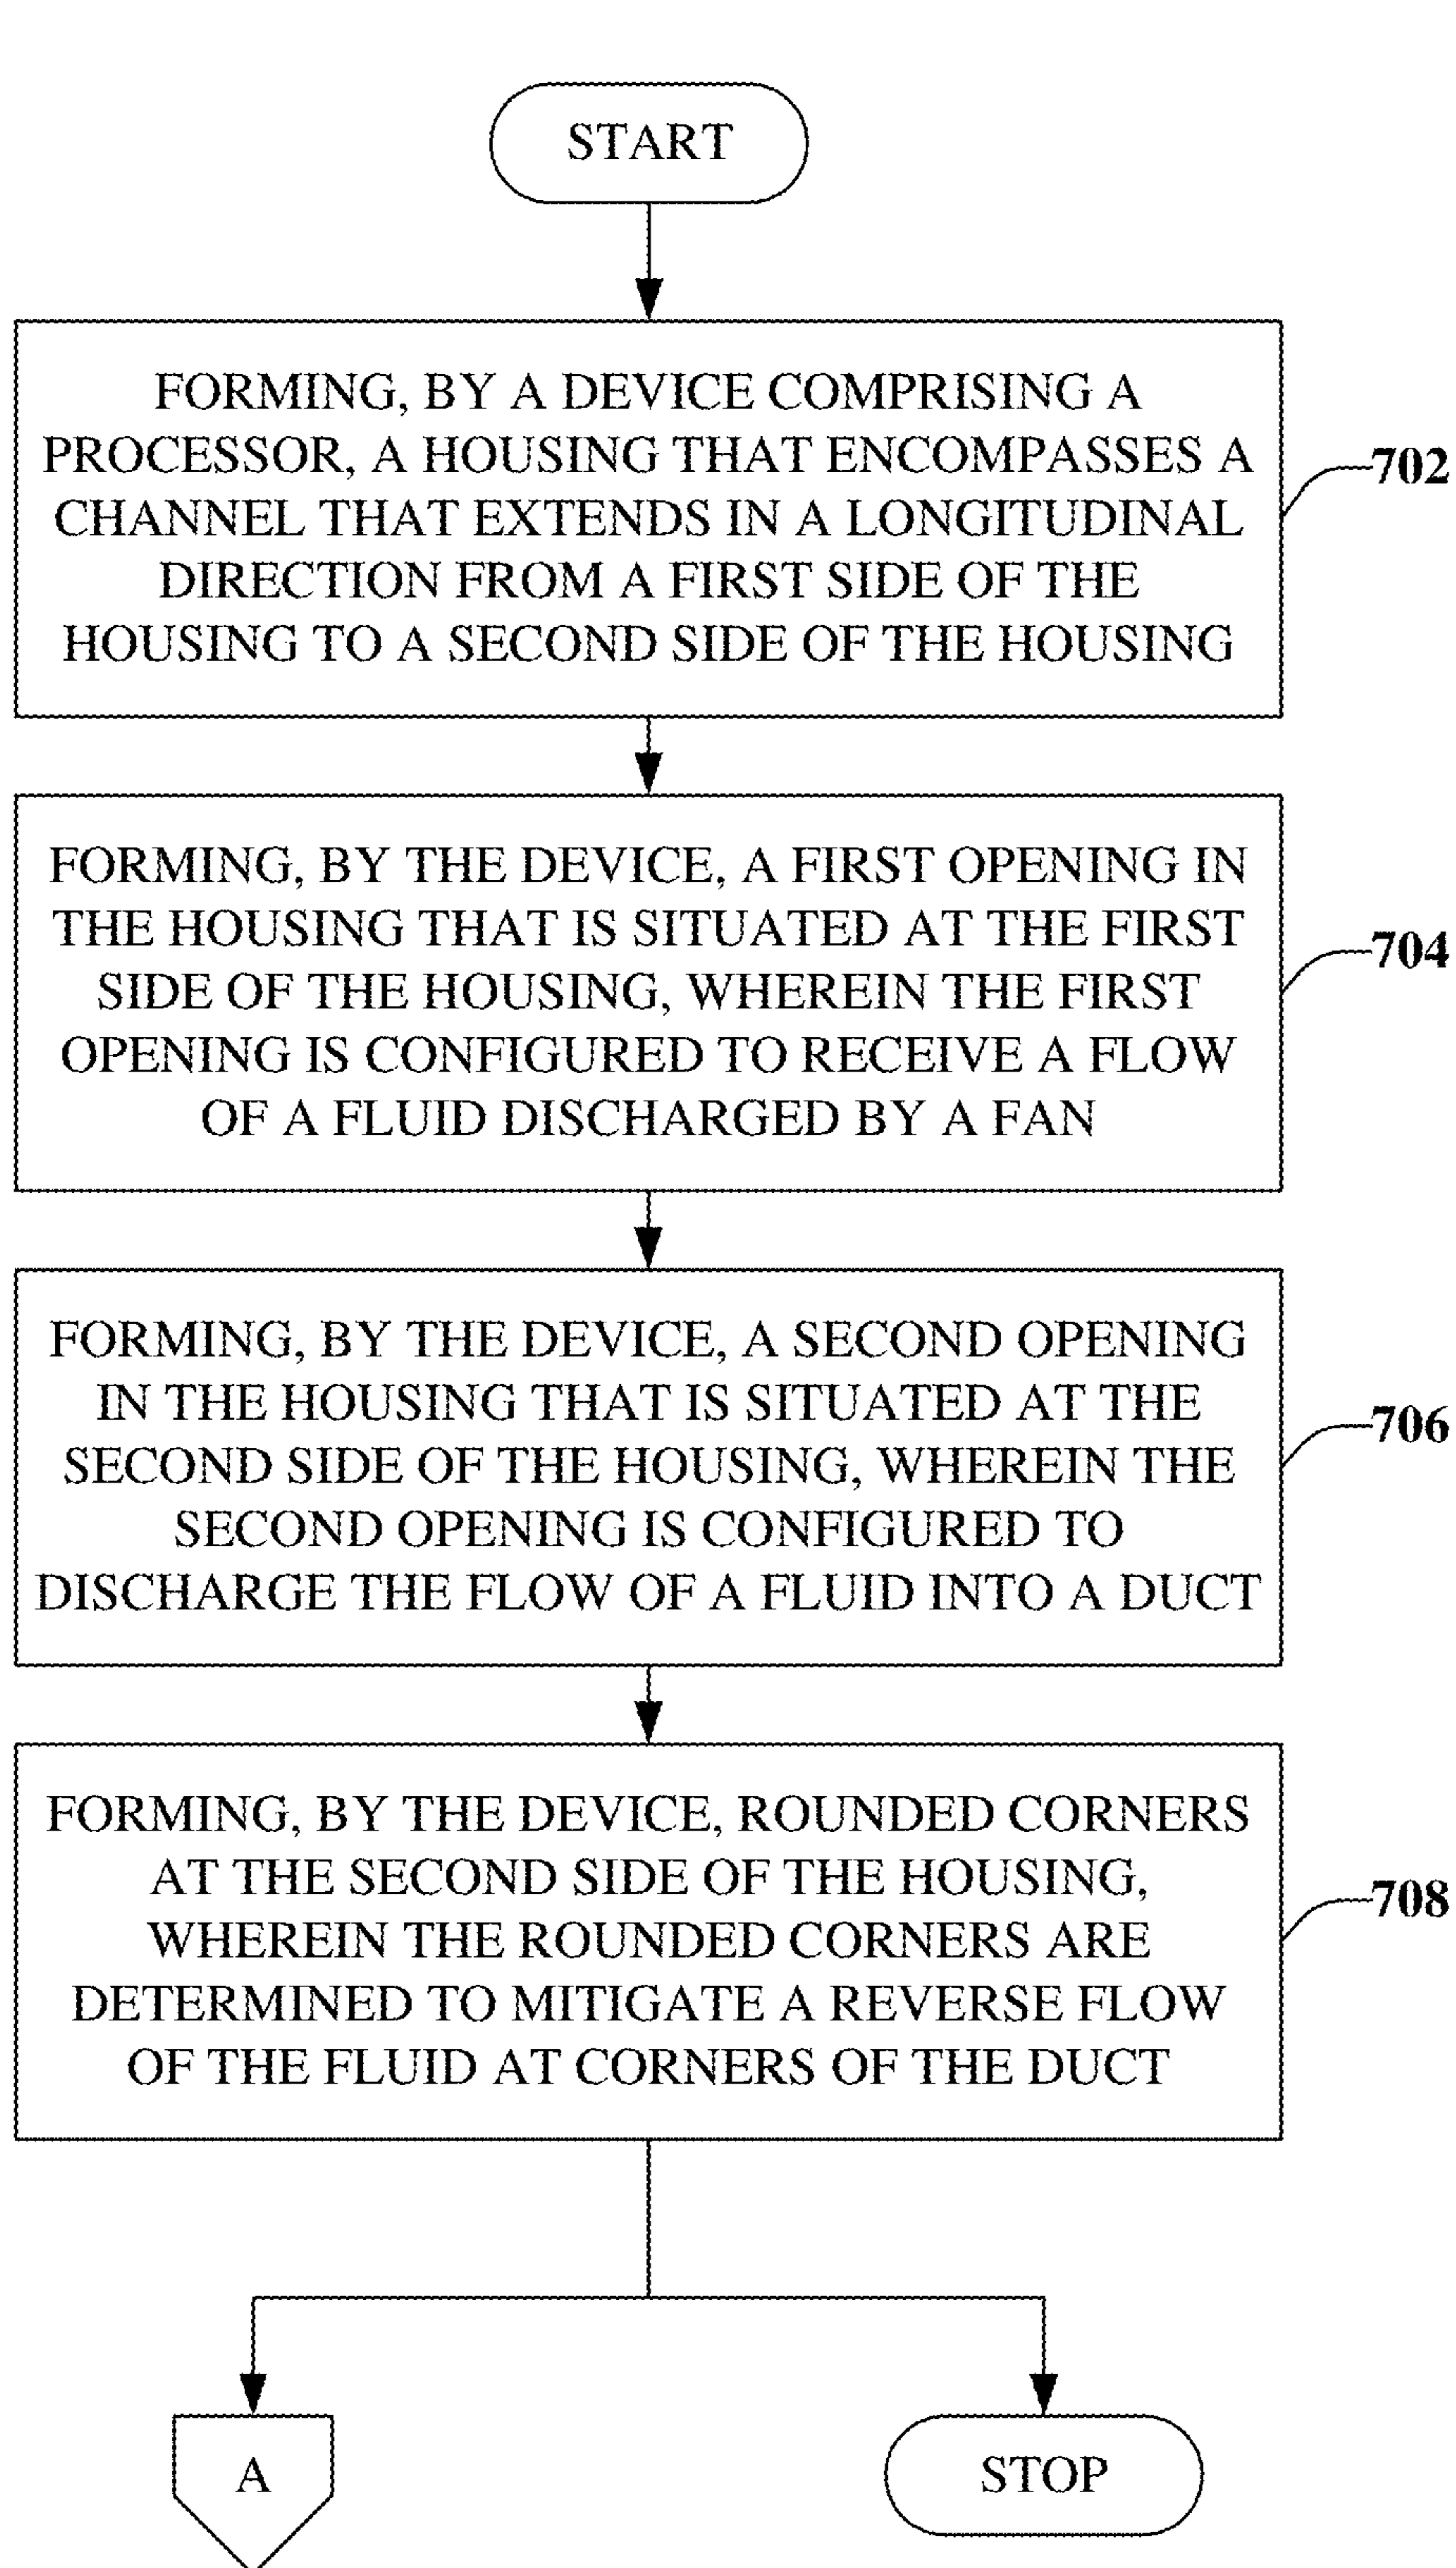 START
FORMING, BY A DEVICE COMPRISING A
PROCESSOR, A HOUSING THAT ENCOMPASSES A
CHANNEL THAT EXTENDS IN A LONGITUDINAL
DIRECTION FROM A FIRST SIDE OF THE
HOUSING TO A SECOND SIDE OF THE HOUSING
702
FORMING, BY THE DEVICE, A FIRST OPENING IN
THE HOUSING THAT IS SITUATED AT THE FIRST
SIDE OF THE HOUSING, WHEREIN THE FIRST
OPENING IS CONFIGURED TO RECEIVE A FLOW
OF A FLUID DISCHARGED BY A FAN
704
FORMING, BY THE DEVICE, A SECOND OPENING
IN THE HOUSING THAT IS SITUATED AT THE
SECOND SIDE OF THE HOUSING, WHEREIN THE
SECOND OPENING IS CONFIGURED TO
DISCHARGE THE FLOW OF A FLUID INTO A DUCT
706
FORMING, BY THE DEVICE, ROUNDED CORNERS
AT THE SECOND SIDE OF THE HOUSING,
WHEREIN THE ROUNDED CORNERS ARE
DETERMINED TO MITIGATE A REVERSE FLOW
OF THE FLUID AT CORNERS OF THE DUCT
708
A
STOP